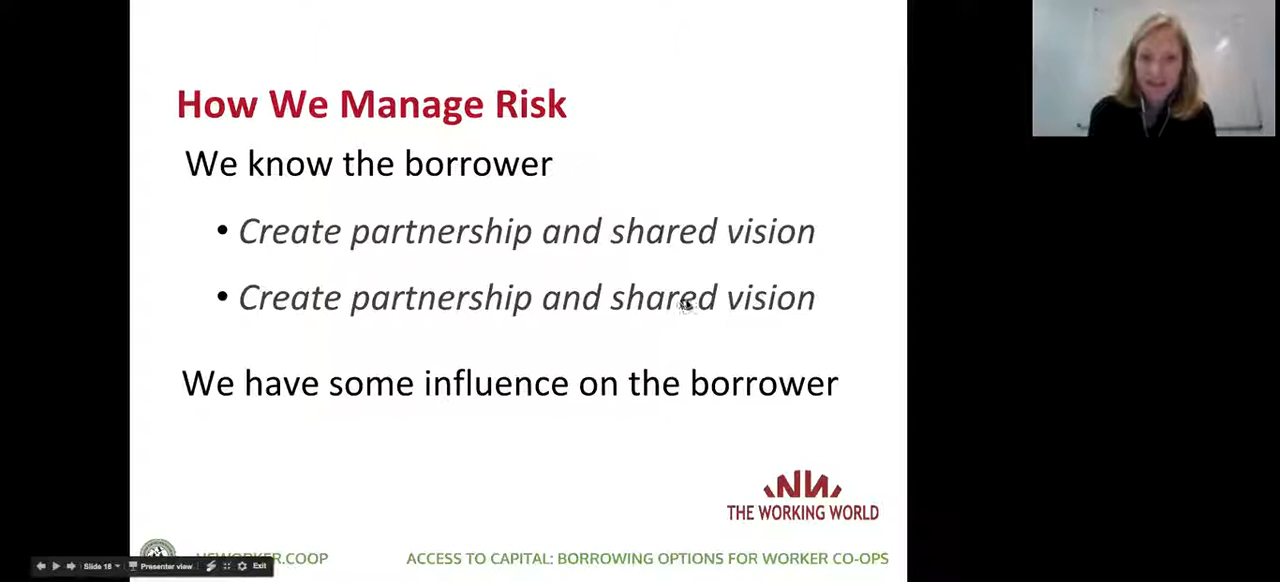 How We Manage Risk
We know the borrower
• Create partnership and shared vision
• Create partnership and shared vision
We have some influence on the borrower
THE WORKING WORLD
R.COOP
ACCESS TO CAPITAL: BORROWING OPTIONS FOR WORKER CO-OPS
Slide 18 Presenter view Exit